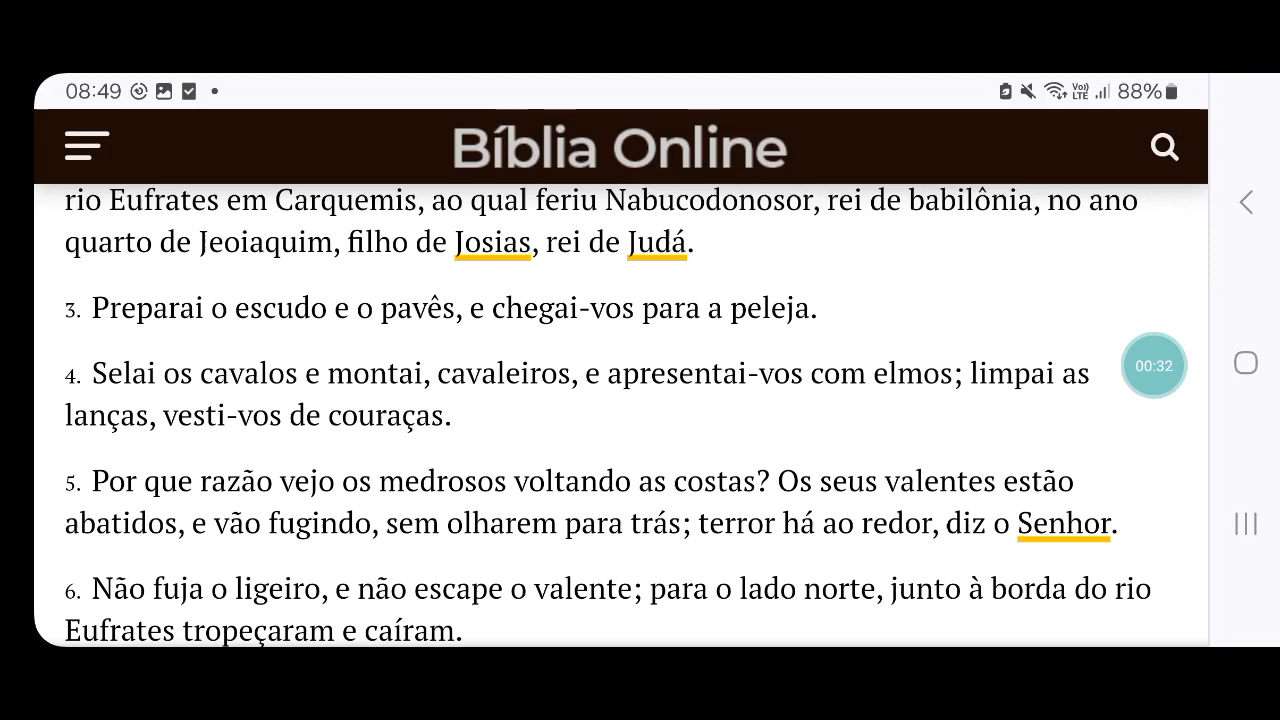 08:49
Vo)) LTE 88%
Bíblia Online
rio Eufrates em Carquemis, ao qual feriu Nabucodonosor, rei de babilônia, no ano
quarto de Jeoiaquim, filho de Josias, rei de Judá.
3. Preparai o escudo e o pavês, e chegai-vos para a peleja.
4. Selai os cavalos e montai, cavaleiros, e apresentai-vos com elmos; limpai as
00:32
lanças, vesti-vos de couraças.
5. Por que razão vejo os medrosos voltando as costas? Os seus valentes estão
abatidos, e vão fugindo, sem olharem para trás; terror há ao redor, diz o Senhor.
6. Não fuja o ligeiro, e não escape o valente; para o lado norte, junto à borda do rio
Eufrates tropeçaram e caíram.